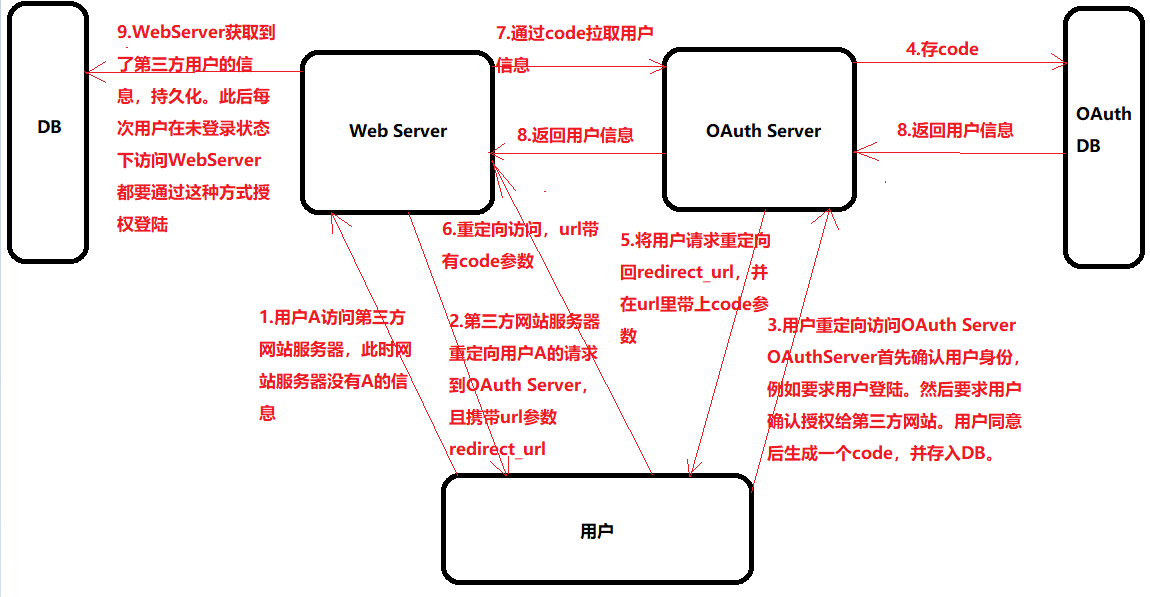 9.WebServer获取到
了第三方用户的信
息，持久化。此后每
次用户在未登录状态
下访问WebServer
都要通过这种方式授
权登陆
7.通过code拉取用户
信息
4.存code
DB
Web Server
OAuth Server
OAuth
DB
8.返回用户信息
8.返回用户信息
6.重定向访问，url带
有code参数
5.将用户请求重定向
回redirect_url，并
在url里带上code参
数
1.用户A访问第三方
网站服务器，此时网
站服务器没有A的信
息
2.第三方网站服务器
重定向用户A的请求
到OAuth Server，
且携带url参数
redirect_url
3.用户重定向访问OAuth Server
OAuthServer首先确认用户身份，
例如要求用户登陆。然后要求用户
确认授权给第三方网站。用户同意
后生成一个code，并存入DB。
用户